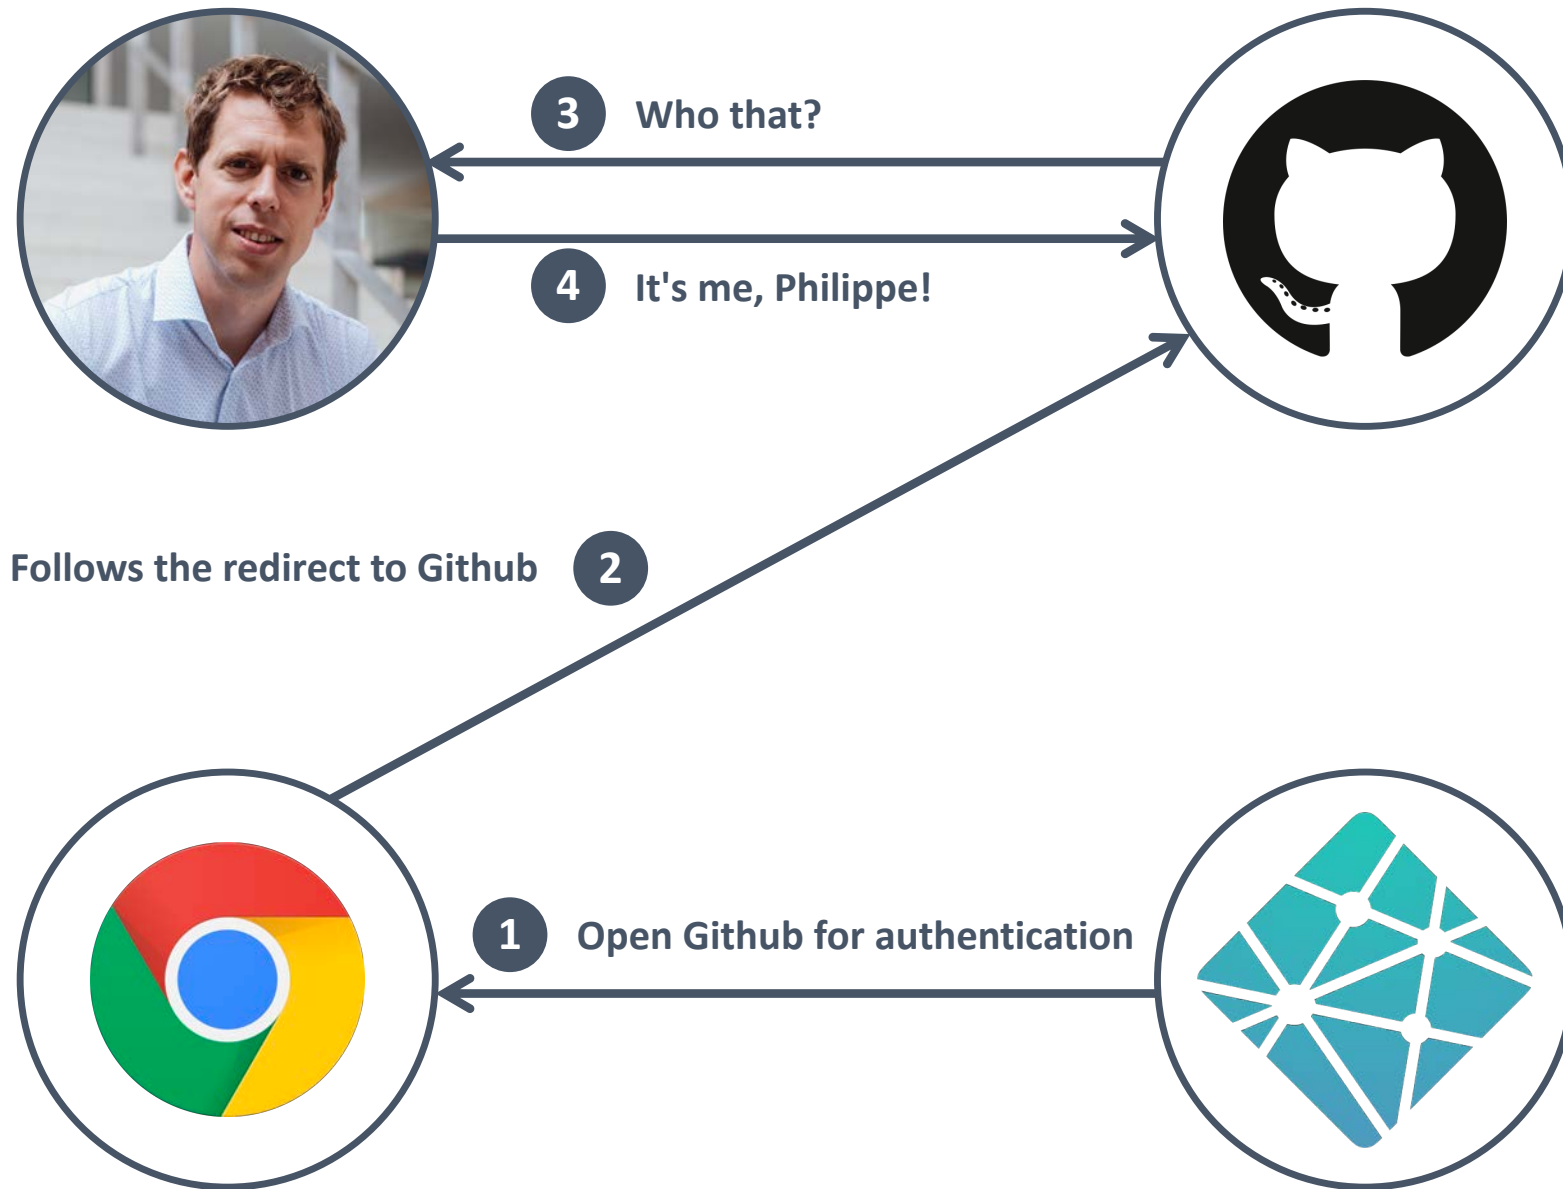 3 Who that?
4 It's me, Philippe!
Follows the redirect to Github 2
1 Open Github for authentication